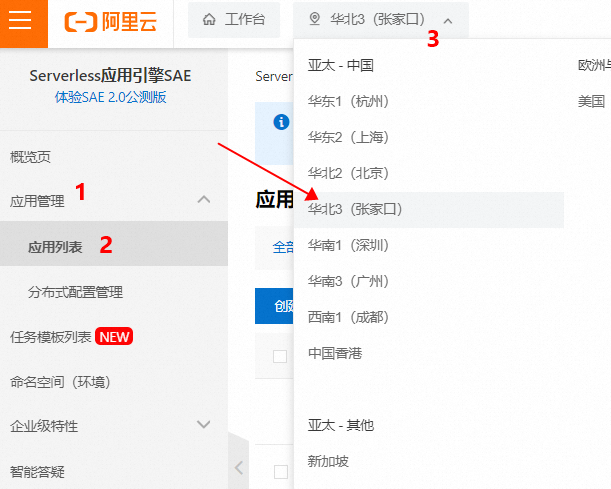 阿里云
工作台
华北3（张家口）
3
Serverless应用引擎SAE
体验SAE 2.0公测版
概览页
应用管理
1
应用列表
2
分布式配置管理
任务模板列表 NEW
命名空间（环境）
企业级特性
智能答疑
Server
应用
全部
创建
亚太 - 中国
华东1（杭州）
华东2（上海）
华北2（北京）
华北3（张家口）
华南1（深圳）
华南3（广州）
西南1（成都）
中国香港
亚太 - 其他
新加坡
欧洲与
美国